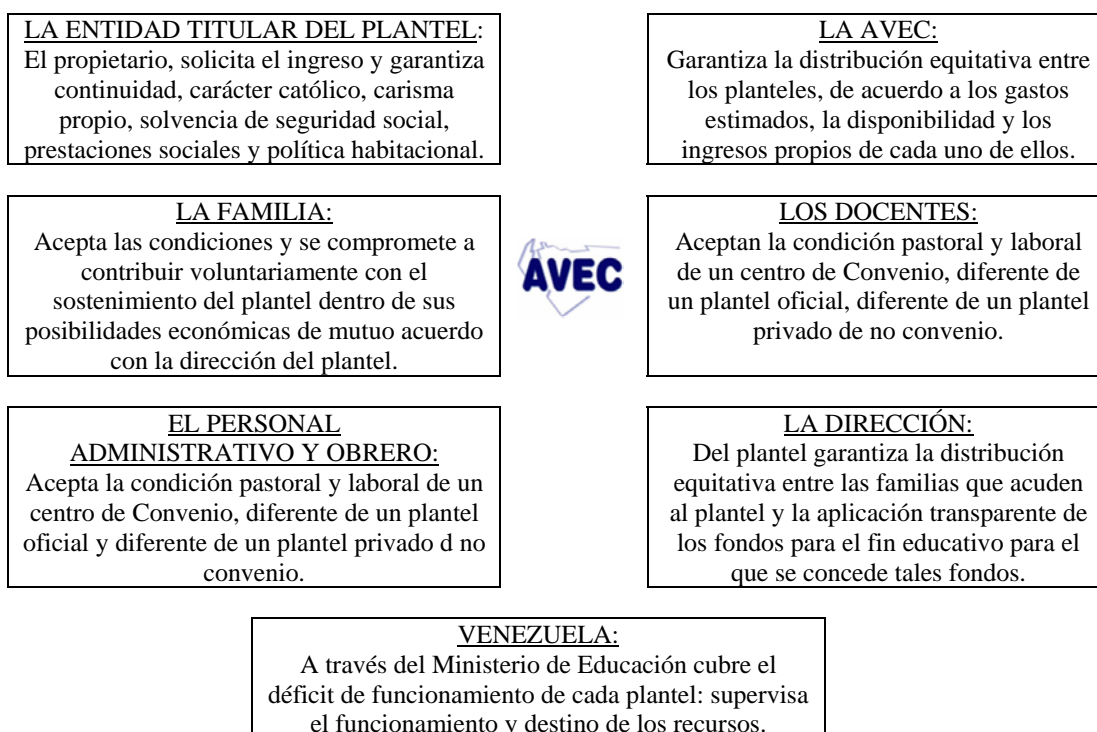 LA ENTIDAD TITULAR DEL PLANTEL:
El propietario, solicita el ingreso y garantiza
continuidad, carácter católico, carisma
propio, solvencia de seguridad social,
prestaciones sociales y política habitacional.
LA AVEC:
Garantiza la distribución equitativa entre
los planteles, de acuerdo a los gastos
estimados, la disponibilidad y los
ingresos propios de cada uno de ellos.
LA FAMILIA:
Acepta las condiciones y se compromete a
contribuir voluntariamente con el
sostenimiento del plantel dentro de sus
posibilidades económicas de mutuo acuerdo
con la dirección del plantel.
AVEC
LOS DOCENTES:
Aceptan la condición pastoral y laboral
de un centro de Convenio, diferente de
un plantel oficial, diferente de un plantel
privado de no convenio.
EL PERSONAL
ADMINISTRATIVO Y OBRERO:
Acepta la condición pastoral y laboral de un
centro de Convenio, diferente de un plantel
oficial y diferente de un plantel privado d no
convenio.
LA DIRECCIÓN:
Del plantel garantiza la distribución
equitativa entre las familias que acuden
al plantel y la aplicación transparente de
los fondos para el fin educativo para el
que se concede tales fondos.
VENEZUELA:
A través del Ministerio de Educación cubre el
déficit de funcionamiento de cada plantel: supervisa
el funcionamiento y destino de los recursos.